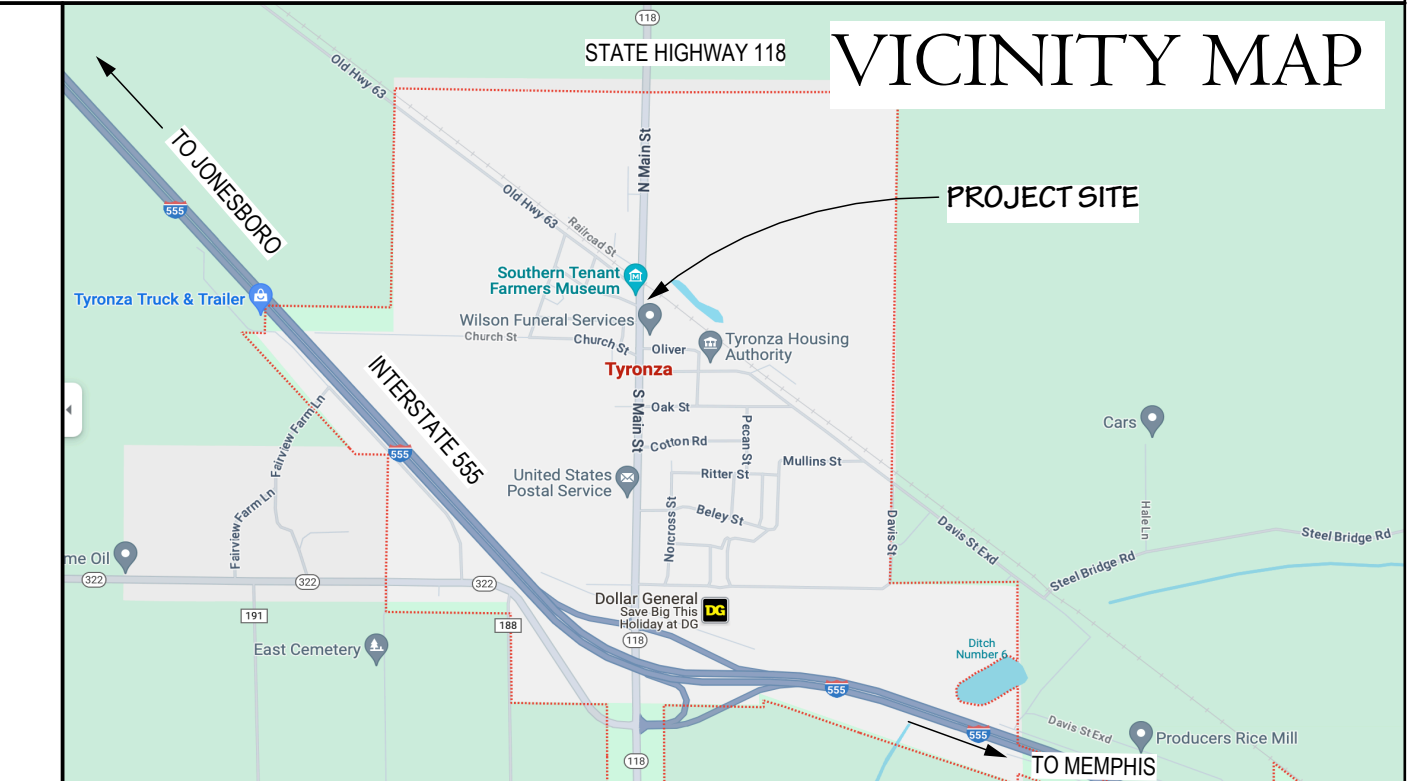 118
STATE HIGHWAY 118
VICINITY MAP
Old Hwy 63
TO JONESBORO
N Main St
555
Old Hwy 63
Railroad St
PROJECT SITE
Southern Tenant
Farmers Museum
Tyronza Truck & Trailer
Wilson Funeral Services
Church St
Church St
Oliver
Tyronza Housing
Authority
Tyronza
INTERSTATE 555
S Main St
Oak St
Fairview Farm Ln
Cars
Pecan St
Cotton Rd
555
Mullins St
Ritter St
United States
Postal Service
Fairview Farm Ln
Norcross St
Beley St
Davis St
Davis St Exd
Hale Ln
Steel Bridge Rd
me Oil
Steel Bridge Rd
322
322
322
Dollar General
Save Big This
Holiday at DG
DG
191
188
118
East Cemetery
Ditch
Number 6
555
Davis St Exd
555
Producers Rice Mill
118
TO MEMPHIS